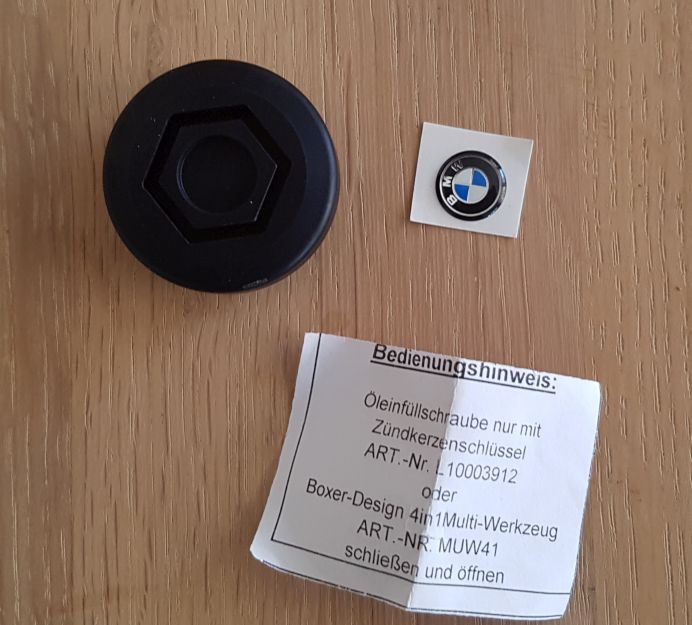 BMW
Bedienungshinweis:
Öleinfüllschraube nur mit
Zündkerzenschlüssel
ART.-Nr. L10003912
oder
Boxer-Design 4in1Multi-Werkzeug
ART.-NR. MUW41
schließen und öffnen